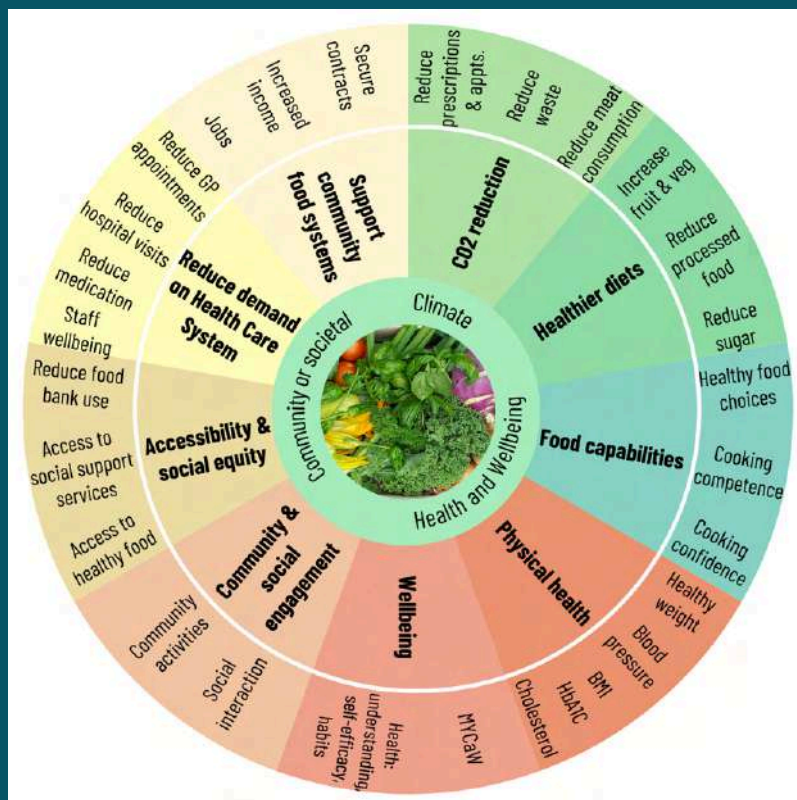 Climate
Health and Wellbeing
Community or societal
CO2 reduction
Reduce
prescriptions
& appts.
Reduce
waste
Reduce meat
consumption
Healthier diets
Increase
fruit & veg
Reduce
processed
food
Reduce
sugar
Food capabilities
Healthy food
choices
Cooking
competence
Cooking
confidence
Physical health
Healthy
weight
Blood
pressure
BMI
HbA1C
Cholesterol
Wellbeing
MYCaW
Health:
understanding,
self-efficacy,
habits
Community &
social
engagement
Social
interaction
Community
activities
Accessibility &
social equity
Access to
healthy food
Access to
social support
services
Reduce food
bank use
Reduce demand
on Health Care
System
Staff
wellbeing
Reduce
medication
Reduce
hospital visits
Reduce GP
appointments
Support
community
food systems
Jobs
Increased
income
Secure
contracts